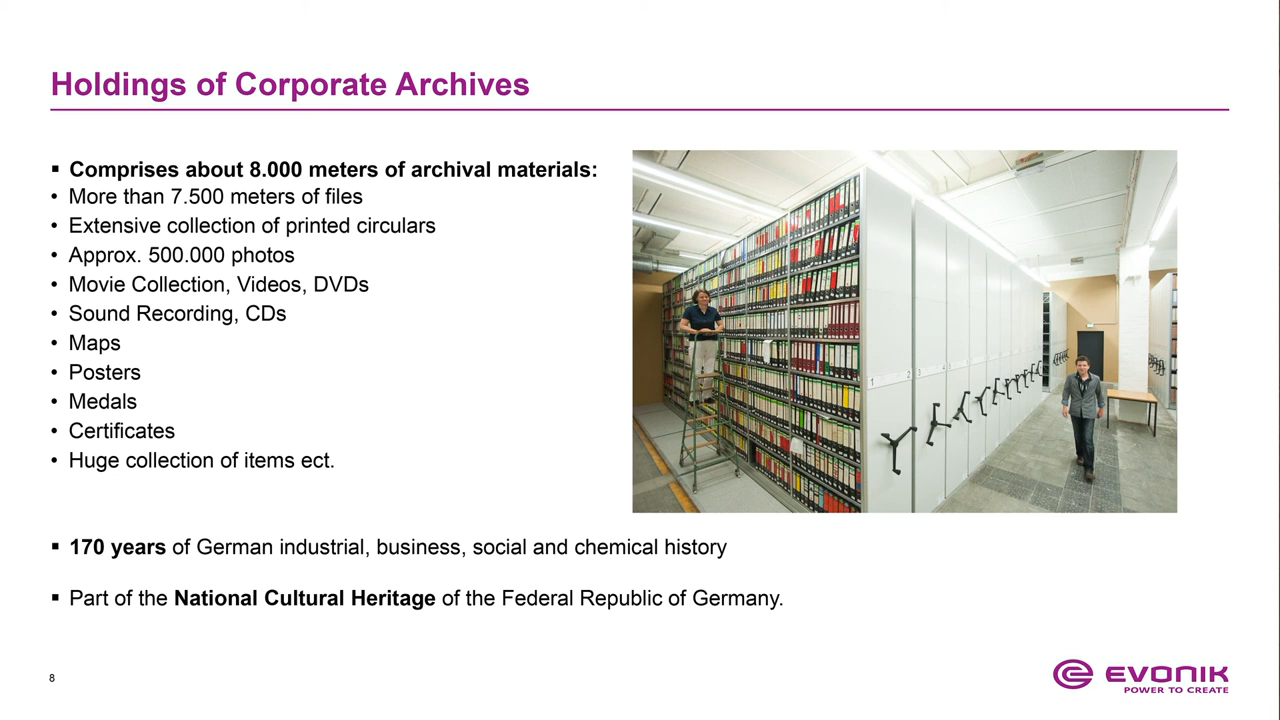 Holdings of Corporate Archives
▪ Comprises about 8.000 meters of archival materials:
• More than 7.500 meters of files
• Extensive collection of printed circulars
• Approx. 500.000 photos
• Movie Collection, Videos, DVDs
• Sound Recording, CDs
• Maps
• Posters
• Medals
• Certificates
• Huge collection of items ect.
▪ 170 years of German industrial, business, social and chemical history
▪ Part of the National Cultural Heritage of the Federal Republic of Germany.
8
EVONIK
POWER TO CREATE